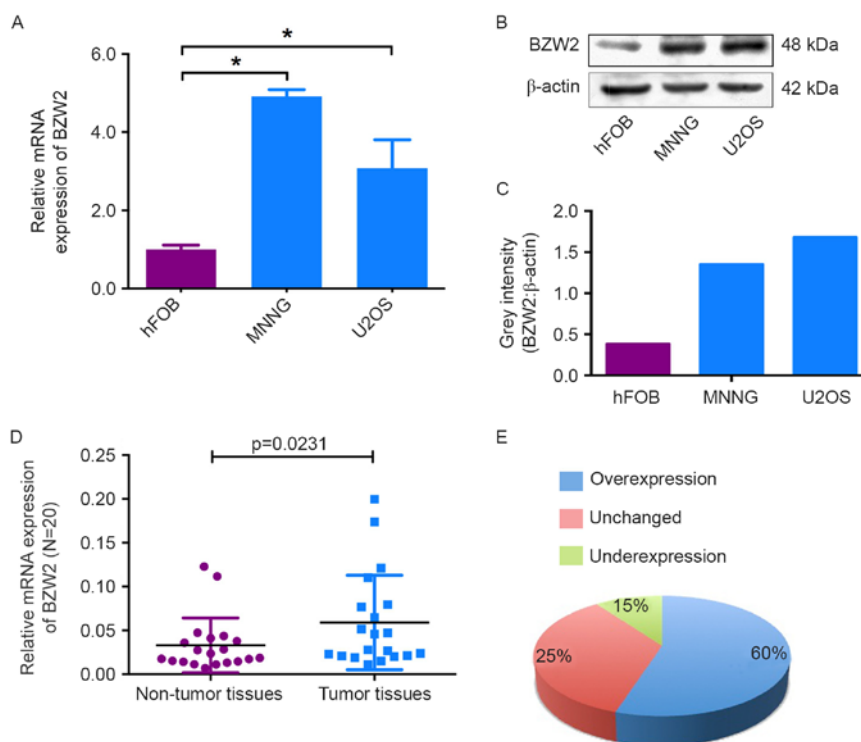 A
Relative mRNA
expression of BZW2
6.0
4.0
2.0
1.0
0.0
*
*
hFOB
MNNG
U2OS
B
BZW2
48 kDa
β-actin
42 kDa
hFOB
MNNG
U2OS
C
Grey intensity
(BZW2:β-actin)
2.0
1.5
1.0
0.5
0.0
hFOB
MNNG
U2OS
D
Relative mRNA expression
of BZW2 (N=20)
p=0.0231
0.25
0.20
0.15
0.10
0.05
0.00
Non-tumor tissues
Tumor tissues
E
Overexpression
Unchanged
Underexpression
15%
25%
60%